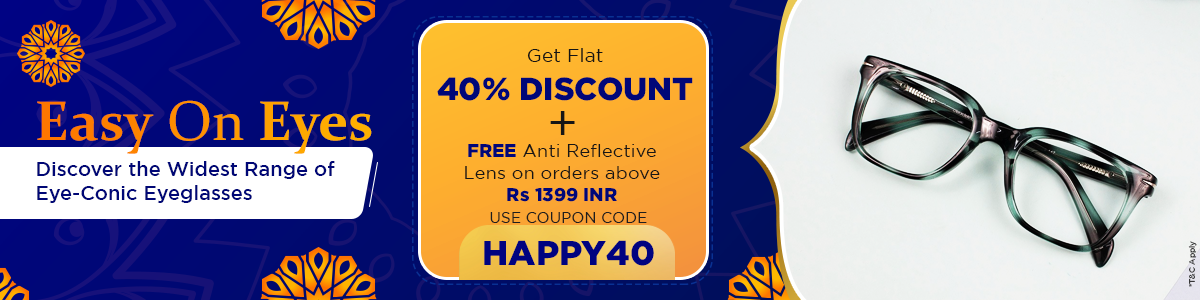 Easy On Eyes
Discover the Widest Range of
Eye-Conic Eyeglasses
Get Flat
40% DISCOUNT
+
FREE Anti Reflective
Lens on orders above
Rs 1399 INR
USE COUPON CODE
HAPPY40
*T&C Apply